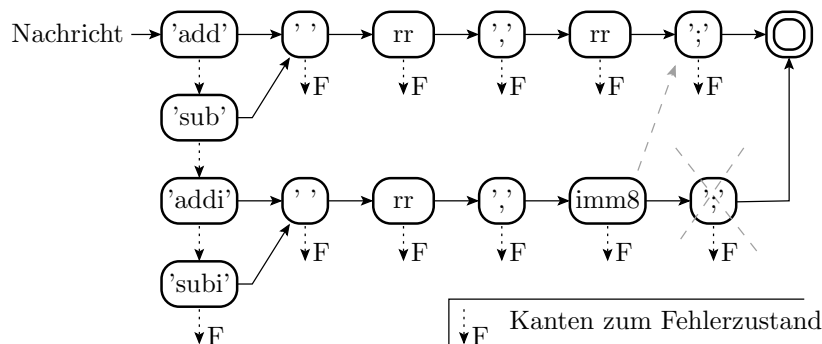 Nachricht 'add' ' ' rr ',' rr ';'
F F F F F
'sub'
'addi' ' ' rr ',' imm8 ';'
F F F F F
'subi'
F
F Kanten zum Fehlerzustand